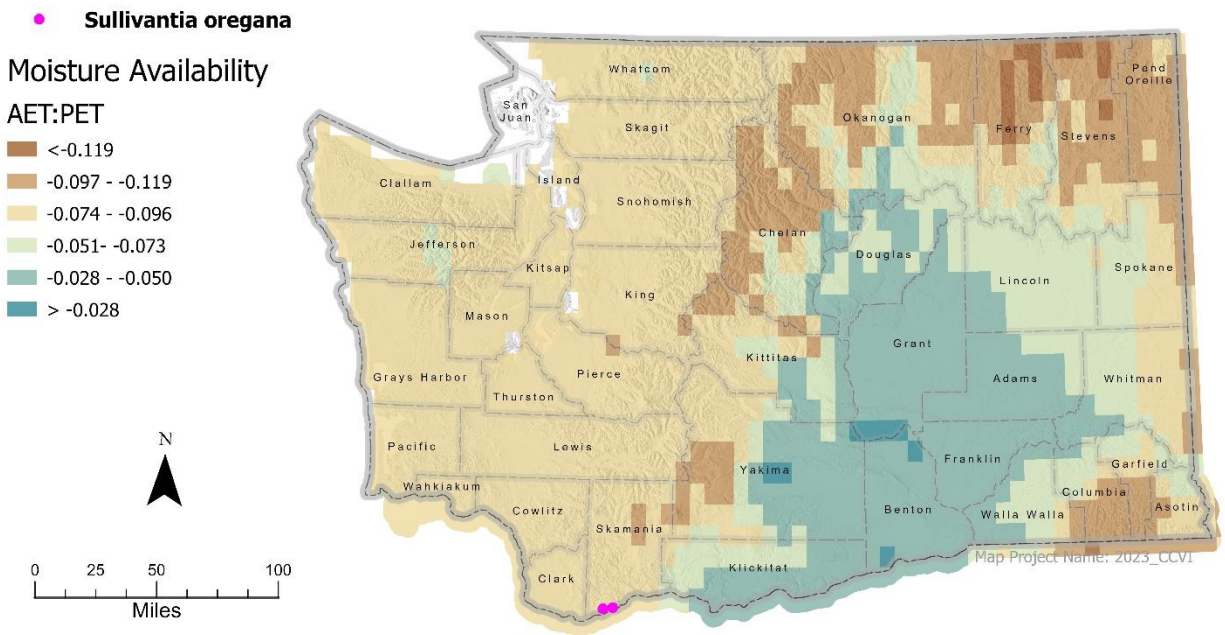 Sullivantia oregana
Moisture Availability
AET:PET
<-0.119
-0.097 - -0.119
-0.074 - -0.096
-0.051- -0.073
-0.028 - -0.050
> -0.028
N
0 25 50 100
Miles
Whatcom
San
Juan
Skagit
Island
Clallam
Snohomish
Jefferson
Kitsap
King
Mason
Grays Harbor
Pierce
Thurston
Pacific
Lewis
Wahkiakum
Cowlitz
Skamania
Clark
Okanogan
Ferry
Stevens
Pend
Oreille
Chelan
Douglas
Lincoln
Spokane
Kittitas
Grant
Adams
Whitman
Yakima
Franklin
Garfield
Columbia
Benton
Walla Walla
Asotin
Klickitat
Map Project Name: 2023_CCVI